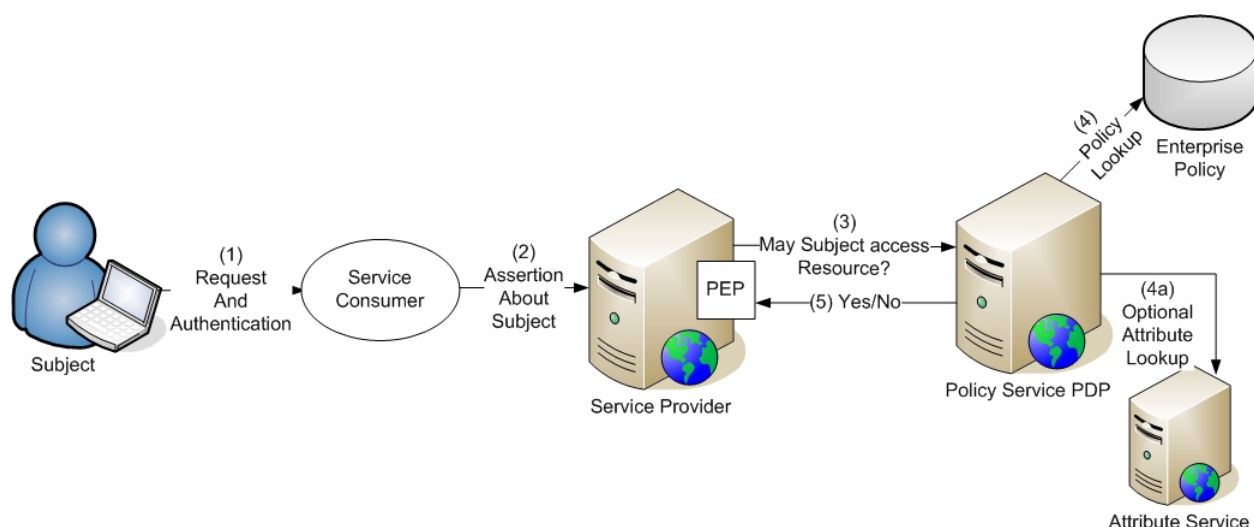 (1)
Request
And
Authentication
Subject
Service
Consumer
(2)
Assertion
About
Subject
PEP
Service Provider
(3)
May Subject access
Resource?
(5) Yes/No
Policy Service PDP
(4)
Policy
Lookup
Enterprise
Policy
(4a)
Optional
Attribute
Lookup
Attribute Service